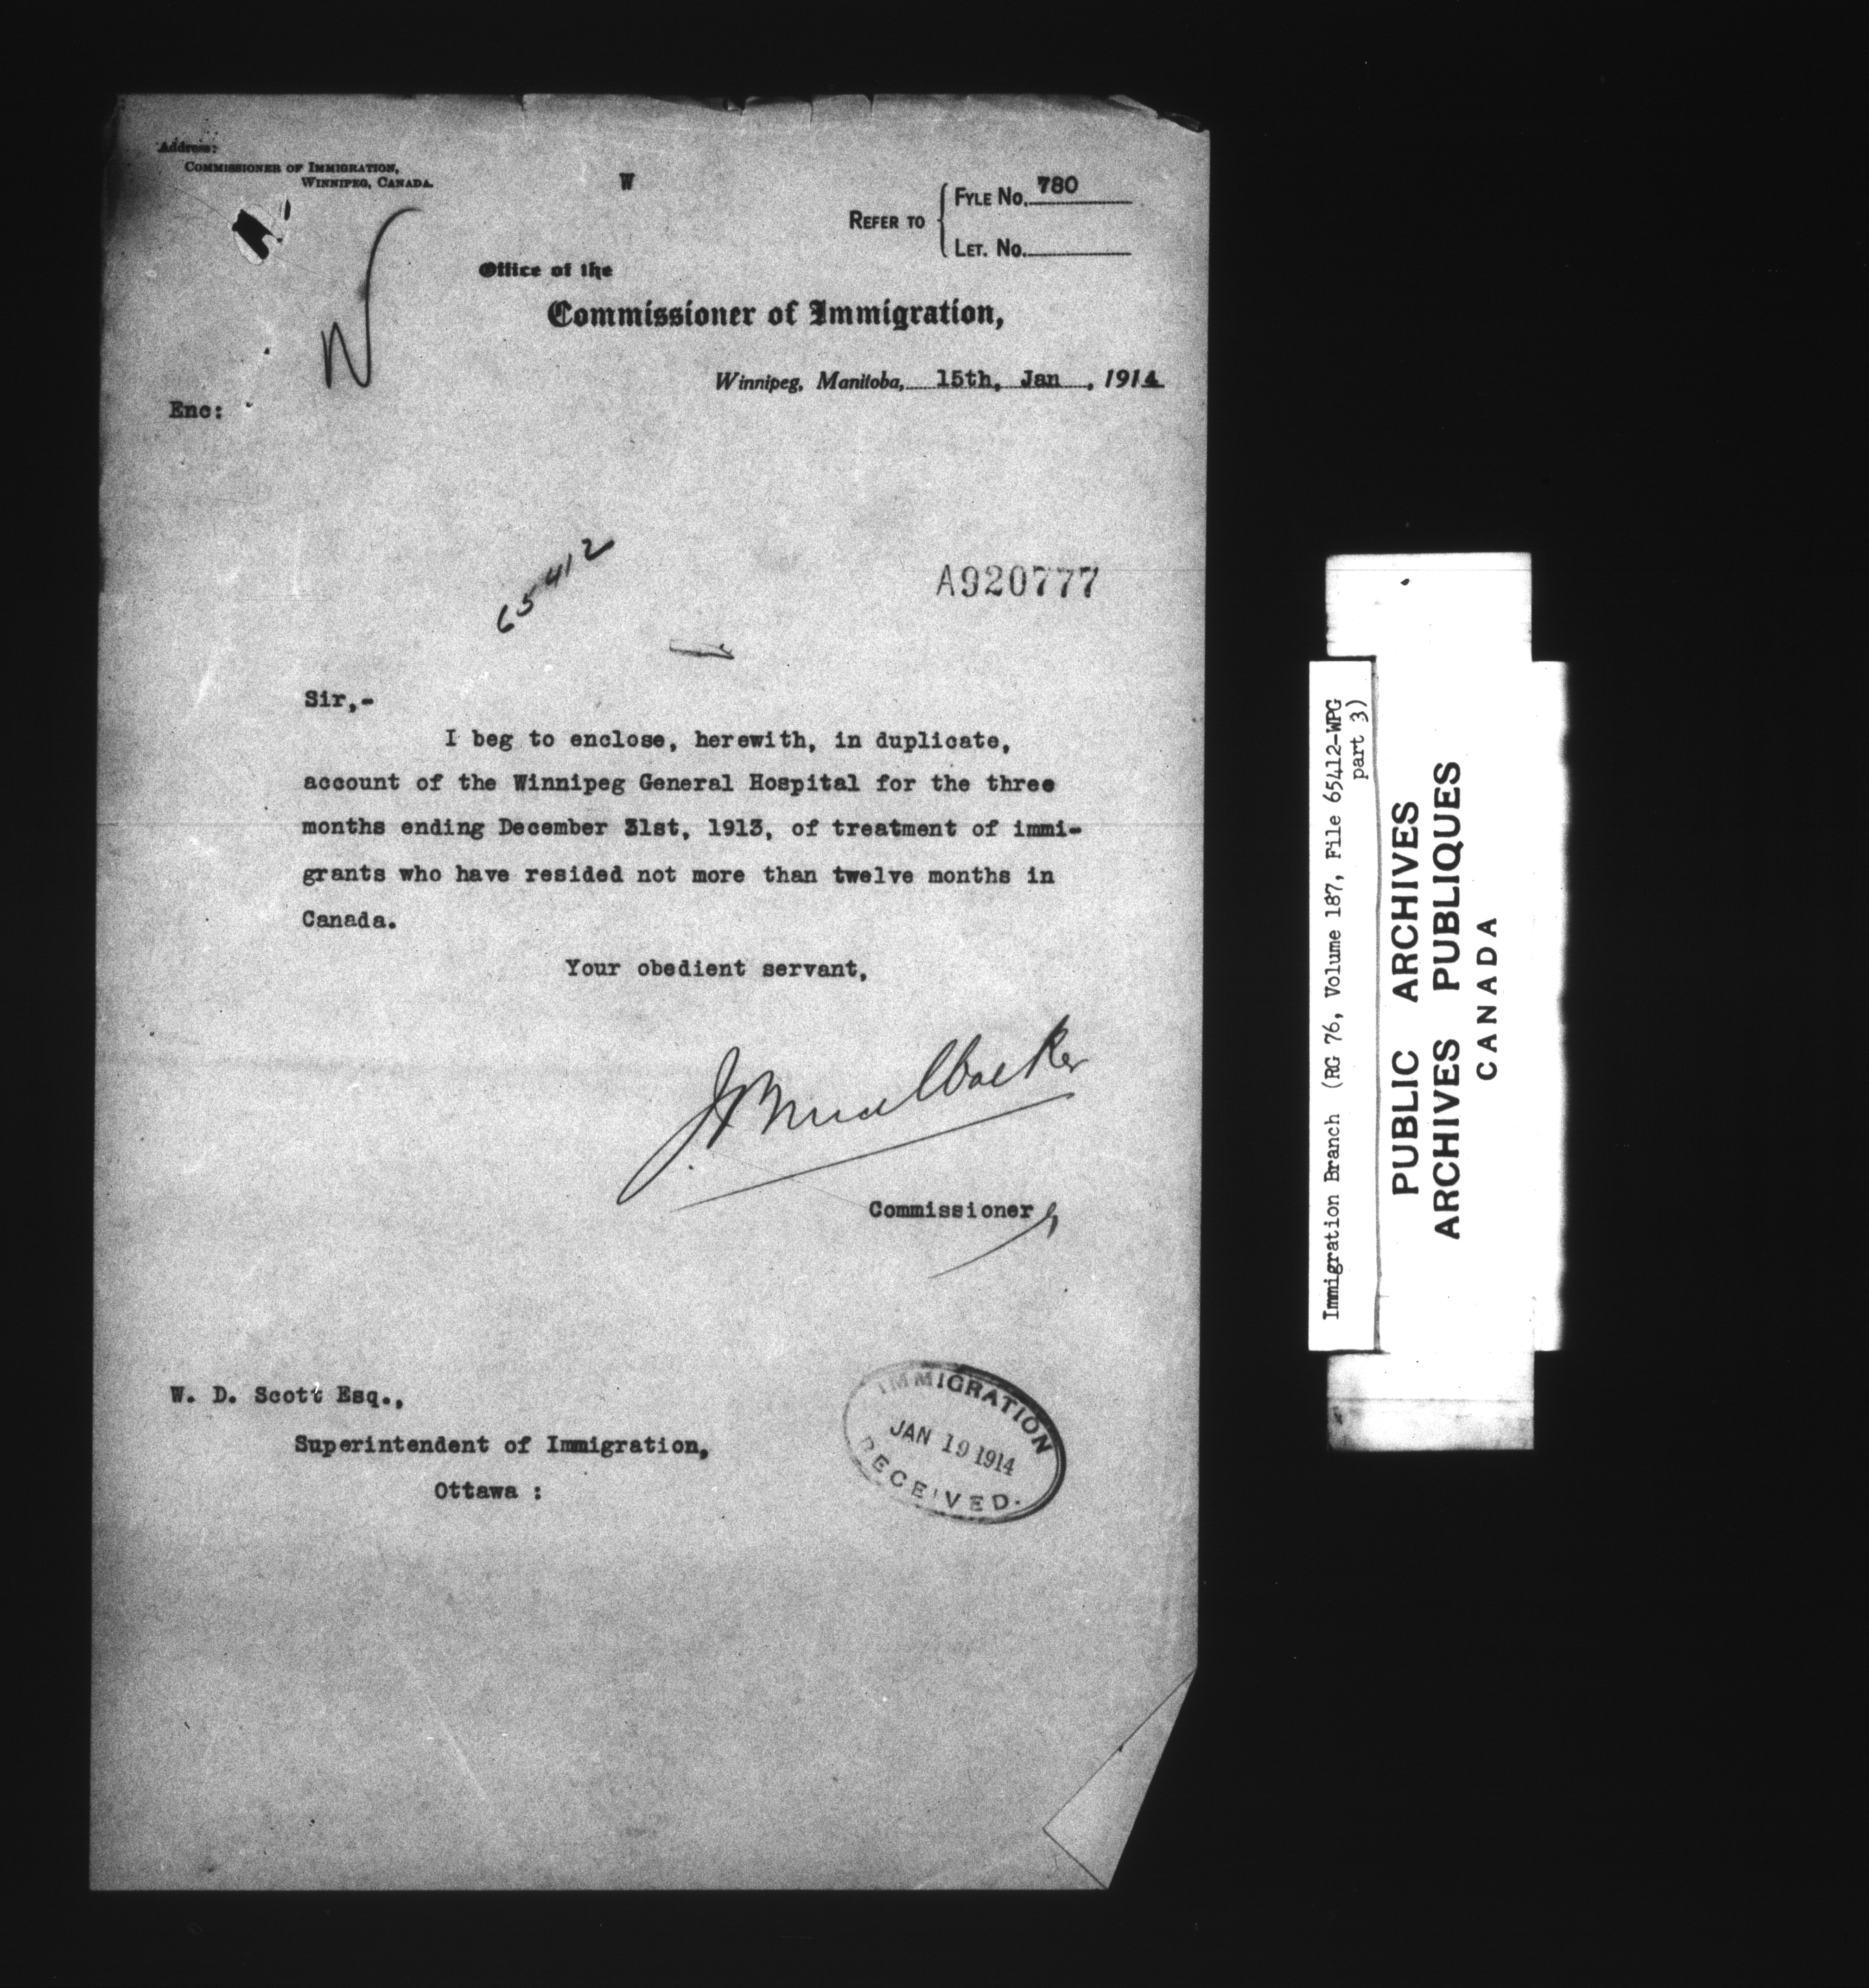 Address:
COMMISSIONER OF IMMIGRATION,
WINNIPEG, CANADA.
W
REFER TO
FYLE No. 780
LET. No.
Office of the
Commissioner of Immigration,
Winnipeg, Manitoba, 15th, Jan , 1914
Enc:
65412
A920777
Sir,-
I beg to enclose, herewith, in duplicate,
account of the Winnipeg General Hospital for the three
months ending December 31st, 1913, of treatment of immi-
grants who have resided not more than twelve months in
Canada.
Your obedient servant,
J Bruce Walker
Commissioner
W. D. Scott Esq.,
Superintendent of Immigration,
Ottawa :
IMMIGRATION
JAN 19 1914
RECEIVED.
Immigration Branch (RG 76, Volume 187, File 65412-WPG
part 3)
PUBLIC ARCHIVES
ARCHIVES PUBLIQUES
CANADA